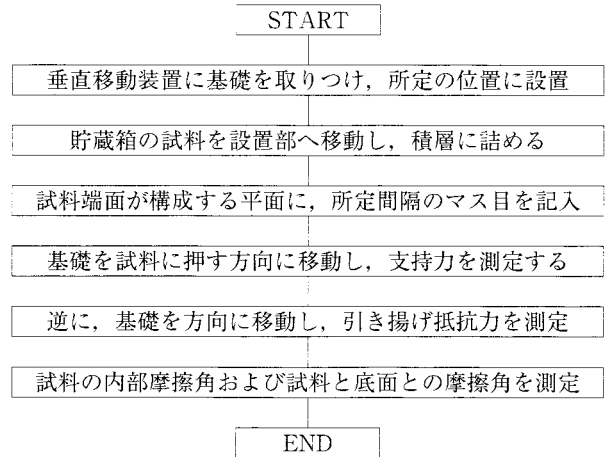 START
垂直移動装置に基礎を取りつけ，所定の位置に設置
貯蔵箱の試料を設置部へ移動し，積層に詰める
試料端面が構成する平面に，所定間隔のマス目を記入
基礎を試料に押す方向に移動し，支持力を測定する
逆に，基礎を方向に移動し，引き揚げ抵抗力を測定
試料の内部摩擦角および試料と底面との摩擦角を測定
END